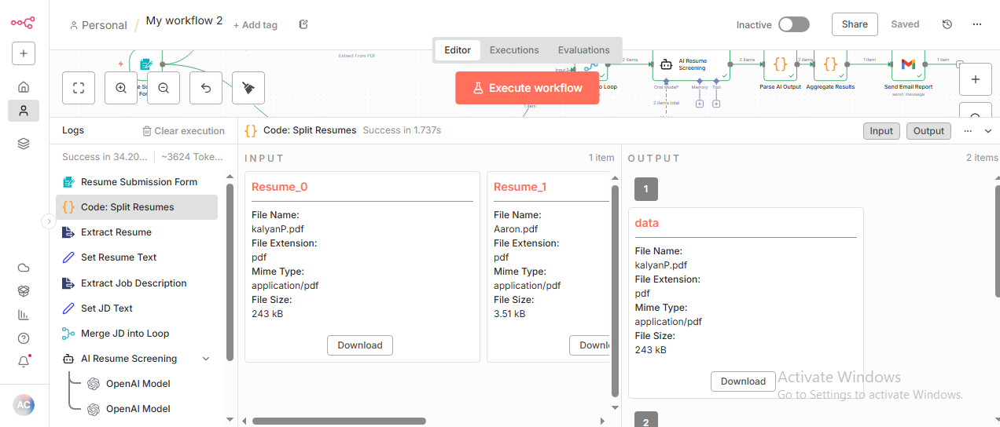 Personal / My workflow 2 + Add tag
Inactive
Share
Saved
Editor Executions Evaluations
Extract From PDF
2 items
AI Resume
Screening
2 items
2 items
1 item
1 item
Chat Model*
Memory
Tool
Parse AI Output
Aggregate Results
Send Email Report
send: message
2 items total
1 item
Execute workflow
Logs
Clear execution
Code: Split Resumes Success in 1.737s
Input
Output
Success in 34.20...
~3624 Toke...
Resume Submission Form
Code: Split Resumes
Extract Resume
Set Resume Text
Extract Job Description
Set JD Text
Merge JD into Loop
AI Resume Screening
OpenAI Model
OpenAI Model
AC
INPUT
1 item
Resume_0
File Name:
kalyanP.pdf
File Extension:
pdf
Mime Type:
application/pdf
File Size:
243 kB
Download
Resume_1
File Name:
Aaron.pdf
File Extension:
pdf
Mime Type:
application/pdf
File Size:
3.51 kB
OUTPUT
2 items
1
data
File Name:
kalyanP.pdf
File Extension:
pdf
Mime Type:
application/pdf
File Size:
243 kB
Download
2
Activate Windows
Go to Settings to activate Windows.